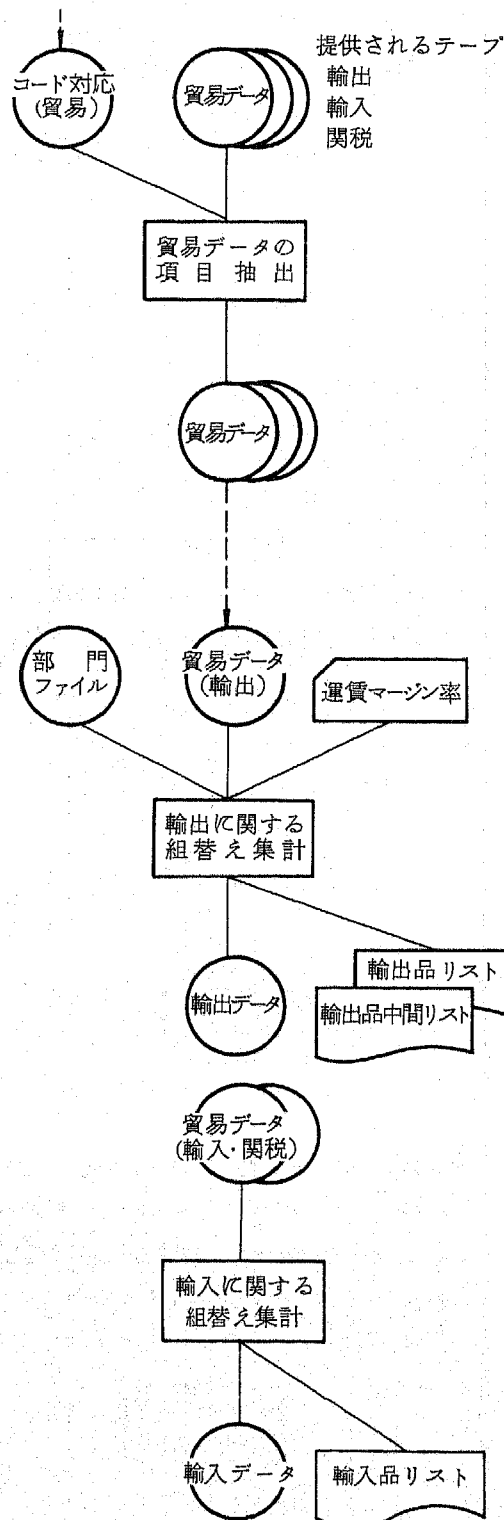 コード対応
(貿易)
貿易データ
提供されるテープ
輸出
輸入
関税
貿易データの
項目抽出
貿易データ
部門
ファイル
貿易データ
(輸出)
運賃マージン率
輸出に関する
組替え集計
輸出データ
輸出品リスト
輸出品中間リスト
貿易データ
(輸入・関税)
輸入に関する
組替え集計
輸入データ
輸入品リスト